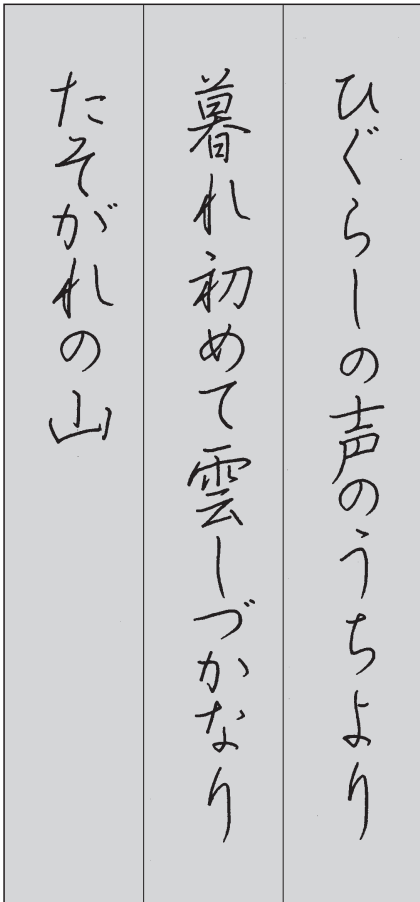 ひぐらしの声のうちより
暮れ初めて雲しづかなり
たそがれの山